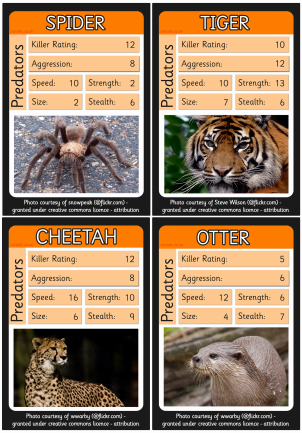 SPIDER
Predators
Killer Rating: 12
Aggression: 8
Speed: 10 Strength: 2
Size: 2 Stealth: 6
Photo courtesy of snowpeak (@flickr.com) -
granted under creative commons licence - attribution
TIGER
Predators
Killer Rating: 10
Aggression: 12
Speed: 10 Strength: 13
Size: 7 Stealth: 6
Photo courtesy of Steve Wilson (@flickr.com) -
granted under creative commons licence - attribution
CHEETAH
Predators
Killer Rating: 12
Aggression: 8
Speed: 16 Strength: 10
Size: 6 Stealth: 9
Photo courtesy of wwarby (@flickr.com) -
granted under creative commons licence - attribution
OTTER
Predators
Killer Rating: 5
Aggression: 6
Speed: 12 Strength: 6
Size: 4 Stealth: 7
Photo courtesy of wwarby (@flickr.com) -
granted under creative commons licence - attribution